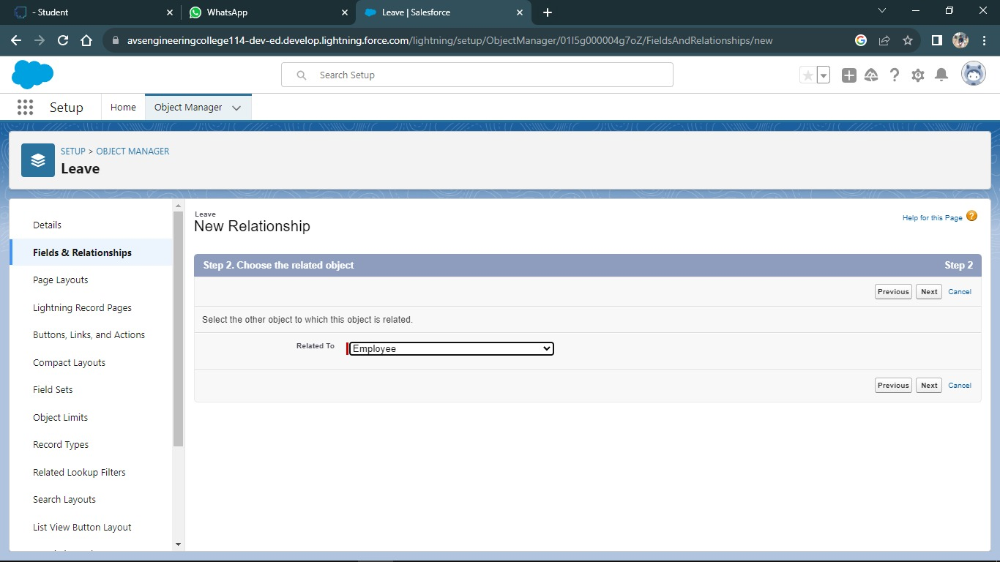 - Student
WhatsApp
Leave | Salesforce
avsengineeringcollege114-dev-ed.develop.lightning.force.com/lightning/setup/ObjectManager/01I5g000004g7oZ/FieldsAndRelationships/new
Search Setup
Setup
Home
Object Manager
SETUP > OBJECT MANAGER
Leave
Details
Fields & Relationships
Page Layouts
Lightning Record Pages
Buttons, Links, and Actions
Compact Layouts
Field Sets
Object Limits
Record Types
Related Lookup Filters
Search Layouts
List View Button Layout
Leave
New Relationship
Help for this Page ?
Step 2. Choose the related object
Step 2
Previous Next Cancel
Select the other object to which this object is related.
Related To
Employee
Previous Next Cancel